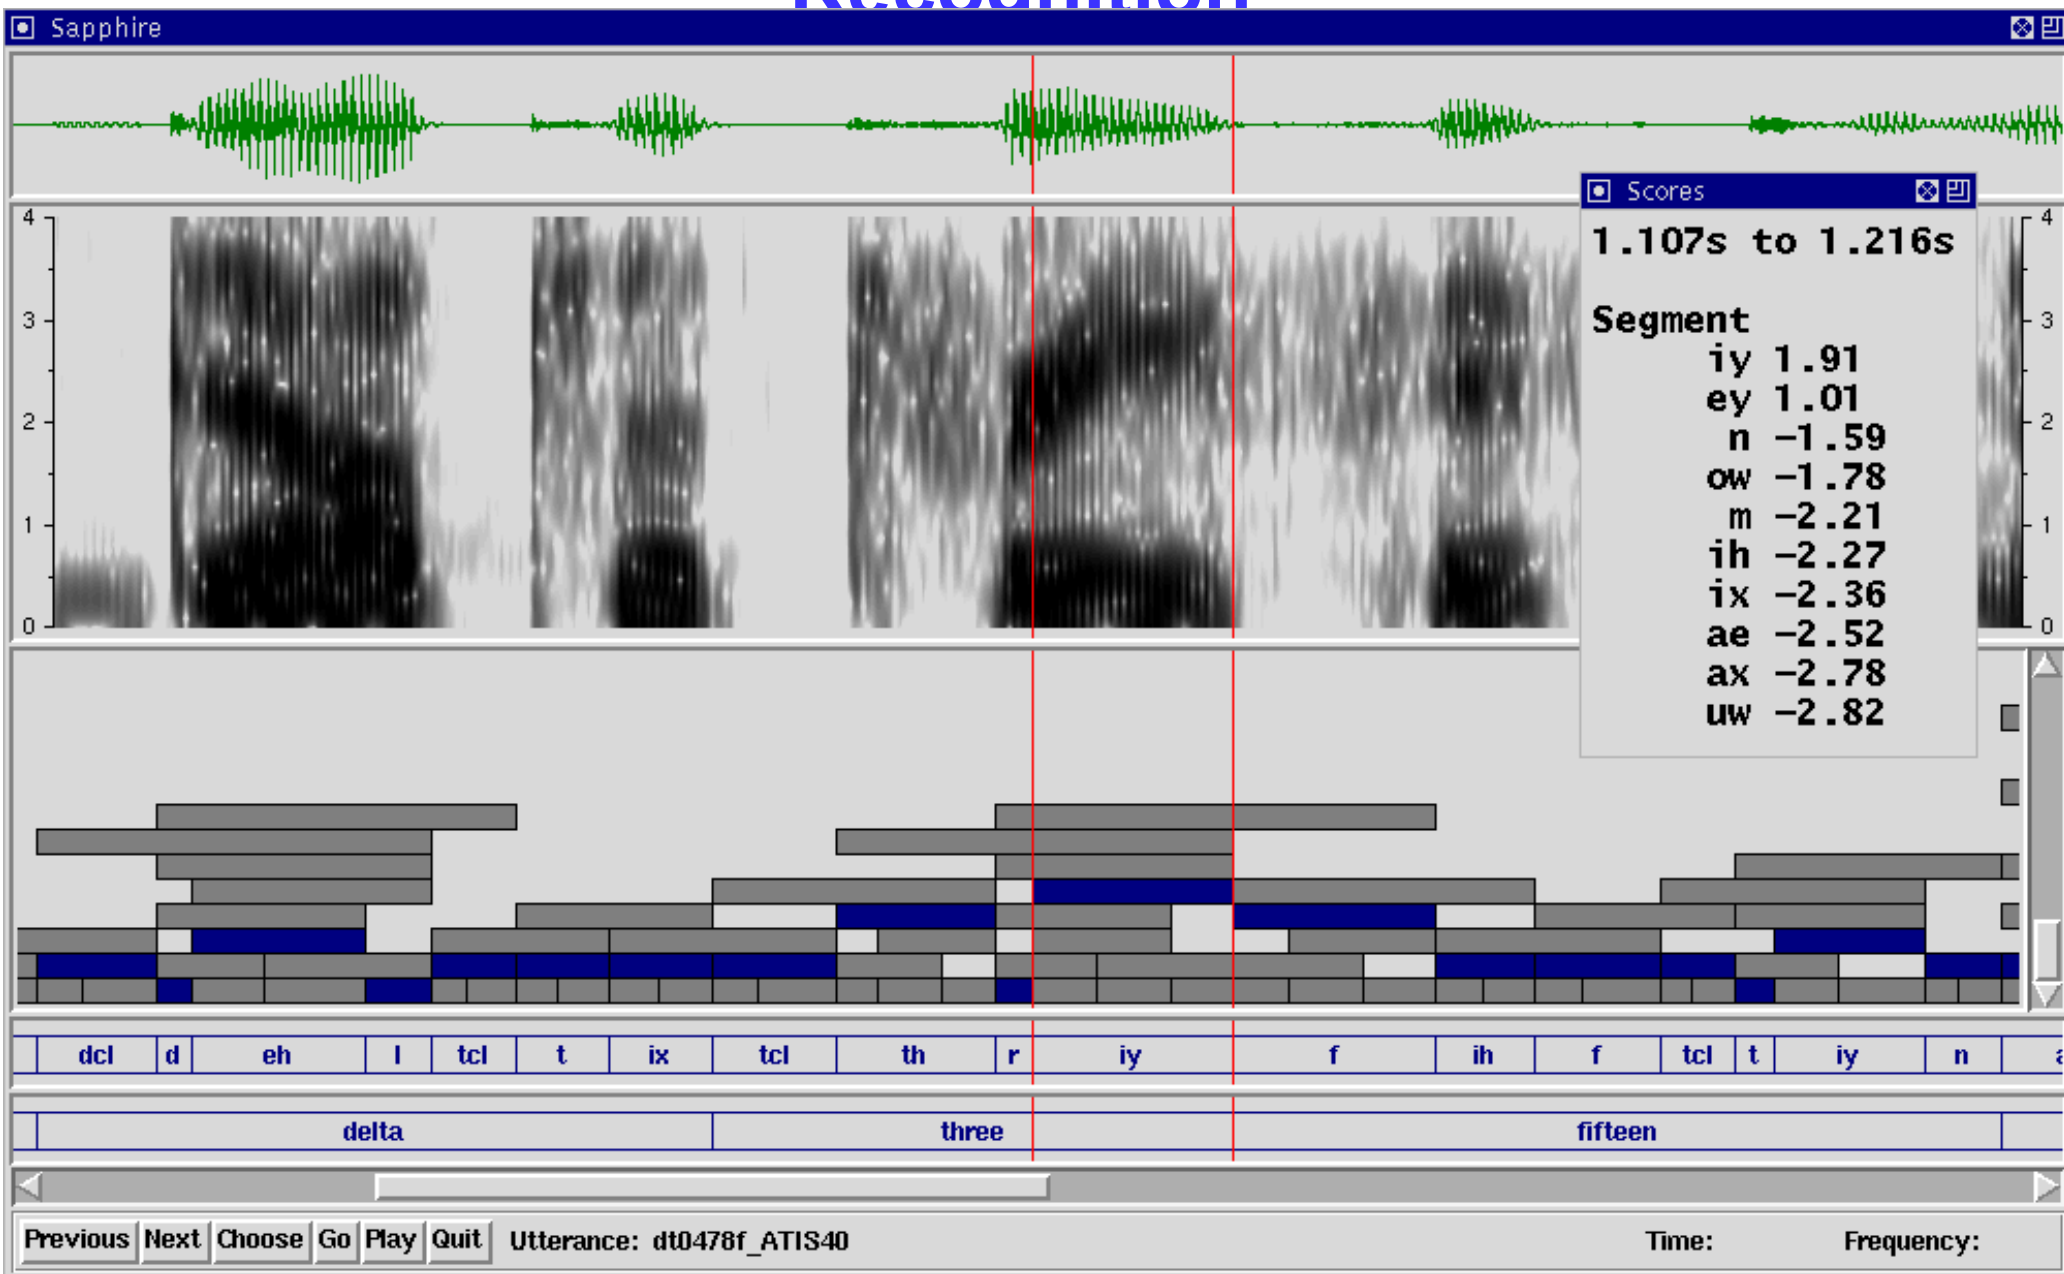 Recognition
Sapphire
Scores
1.107s to 1.216s
Segment
iy 1.91
ey 1.01
n -1.59
ow -1.78
m -2.21
ih -2.27
ix -2.36
ae -2.52
ax -2.78
uw -2.82
4 4
3 3
2 2
1 1
0 0
dcl d eh l tcl t ix tcl th r iy f ih f tcl t iy n
delta three fifteen
Previous Next Choose Go Play Quit Utterance: dt0478f_ATIS40 Time: Frequency: